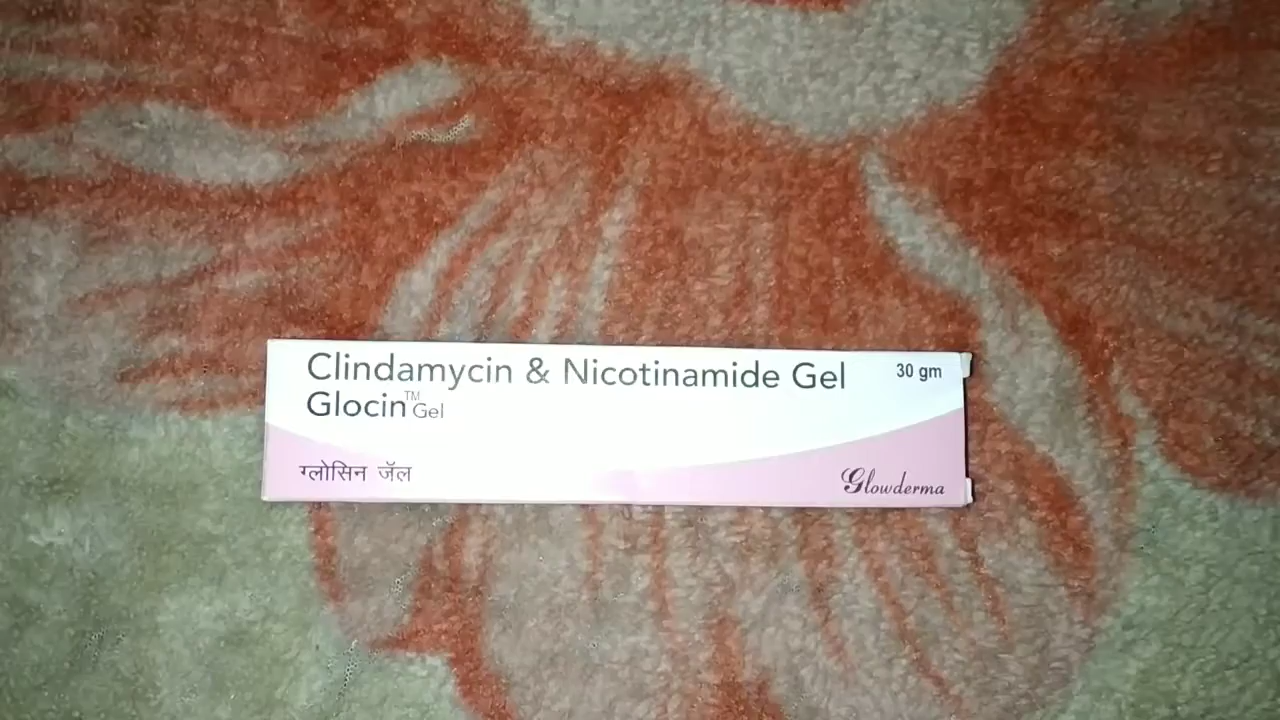 Clindamycin & Nicotinamide Gel 30 gm
Glocin™ Gel
ग्लोसिन जॅल
Glowderma